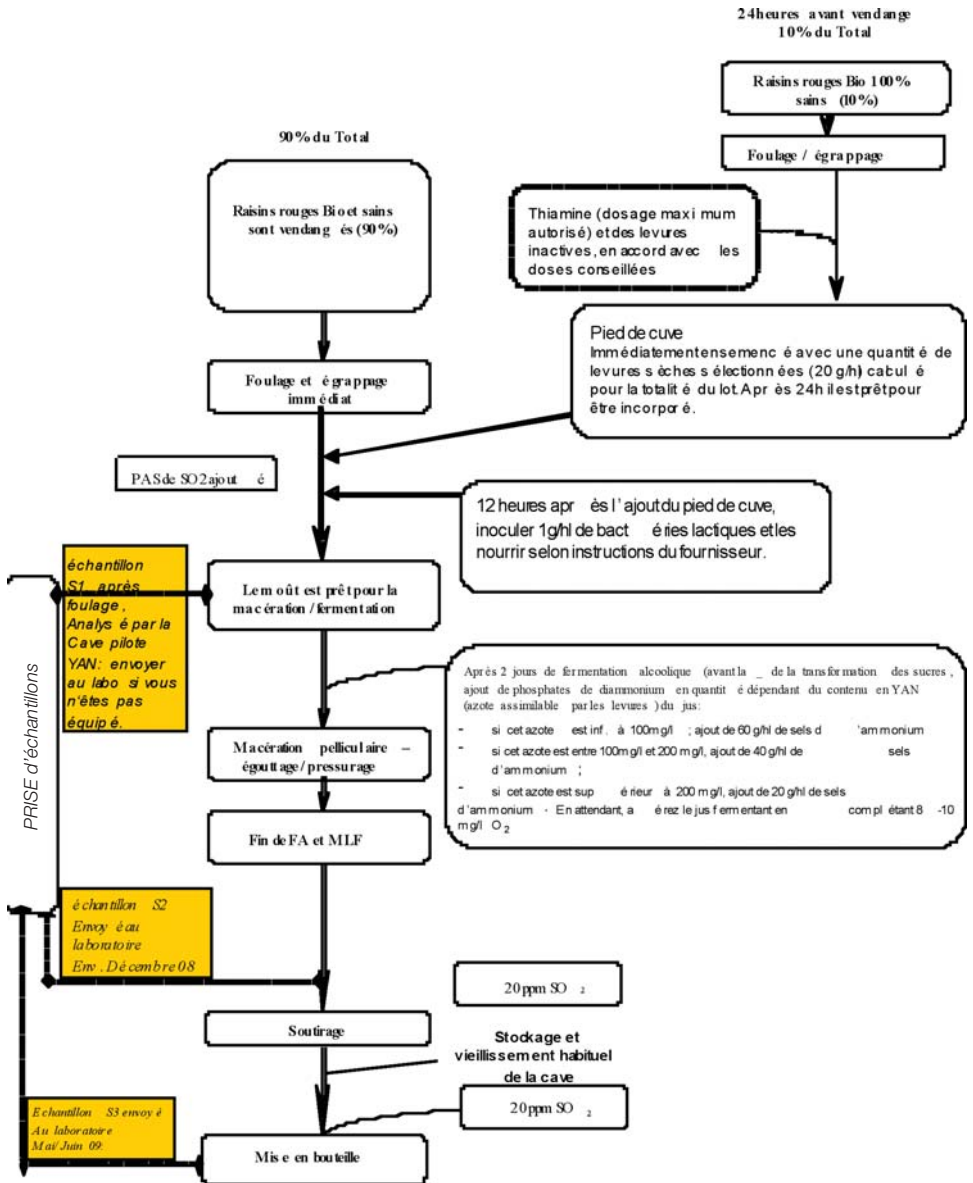 24heures avant vendange
10% du Total
Raisins rouges Bio 100%
sains (10%)
Foulage / égrappage
Thiamine (dosage maximum
autorisé) et des levures
inactives, en accord avec les
doses conseillées
Pied de cuve
Immédiatement ensemencé avec une quantité de
levures sèches sélectionnées (20 g/h) calculé
pour la totalité du lot. Après 24h il est prêt pour
être incorporé.
90% du Total
Raisins rouges Bio et sains
sont vendangés (90%)
Foulage et égrappage
immédiat
PAS de SO2 ajouté
12 heures après l'ajout du pied de cuve,
inoculer 1g/hl de bactéries lactiques et les
nourrir selon instructions du fournisseur.
PRISE d'échantillons
échantillon
S1 après
foulage,
Analysé par la
Cave pilote
YAN: envoyer
au labo si vous
n'êtes pas
équipé.
Le moût est prêt pour la
macération / fermentation
Après 2 jours de fermentation alcoolique (avant la _ de la transformation des sucres,
ajout de phosphates de diammonium en quantité dépendant du contenu en YAN
(azote assimilable par les levures) du jus:
- si cet azote est inf. à 100mg/l ; ajout de 60 g/hl de sels d'ammonium
- si cet azote est entre 100mg/l et 200 mg/l, ajout de 40 g/hl de sels
d'ammonium ;
- si cet azote est supérieur à 200 mg/l, ajout de 20 g/hl de sels
d'ammonium - En attendant, aérez le jus fermentant en complétant 8 -10
mg/l O2
Macération pelliculaire –
égouttage/pressurage
Fin de FA et MLF
échantillon S2
Envoyé au
laboratoire
Env. Décembre 08
20ppm SO 2
Soutirage
Stockage et
vieillissement habituel
de la cave
20ppm SO 2
Echantillon S3 envoyé
Au laboratoire
Mai/Juin 09.
Mise en bouteille